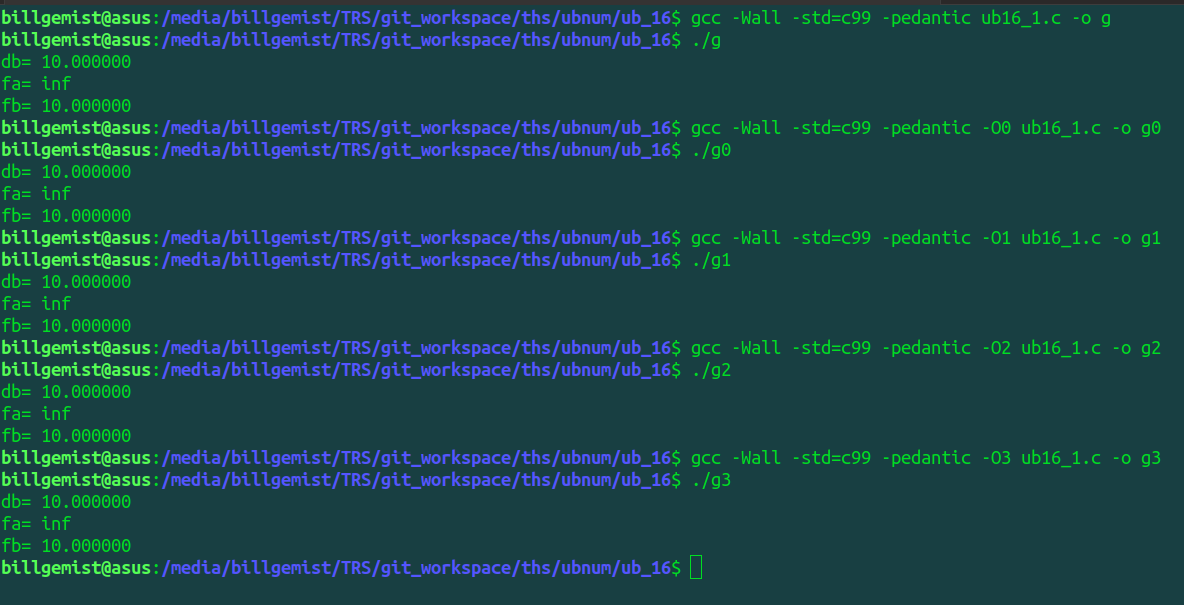 billgemist@asus:/media/billgemist/TRS/git_workspace/ths/ubnum/ub_16$ gcc -Wall -std=c99 -pedantic ub16_1.c -o g
billgemist@asus:/media/billgemist/TRS/git_workspace/ths/ubnum/ub_16$ ./g
db= 10.000000
fa= inf
fb= 10.000000
billgemist@asus:/media/billgemist/TRS/git_workspace/ths/ubnum/ub_16$ gcc -Wall -std=c99 -pedantic -O0 ub16_1.c -o g0
billgemist@asus:/media/billgemist/TRS/git_workspace/ths/ubnum/ub_16$ ./g0
db= 10.000000
fa= inf
fb= 10.000000
billgemist@asus:/media/billgemist/TRS/git_workspace/ths/ubnum/ub_16$ gcc -Wall -std=c99 -pedantic -O1 ub16_1.c -o g1
billgemist@asus:/media/billgemist/TRS/git_workspace/ths/ubnum/ub_16$ ./g1
db= 10.000000
fa= inf
fb= 10.000000
billgemist@asus:/media/billgemist/TRS/git_workspace/ths/ubnum/ub_16$ gcc -Wall -std=c99 -pedantic -O2 ub16_1.c -o g2
billgemist@asus:/media/billgemist/TRS/git_workspace/ths/ubnum/ub_16$ ./g2
db= 10.000000
fa= inf
fb= 10.000000
billgemist@asus:/media/billgemist/TRS/git_workspace/ths/ubnum/ub_16$ gcc -Wall -std=c99 -pedantic -O3 ub16_1.c -o g3
billgemist@asus:/media/billgemist/TRS/git_workspace/ths/ubnum/ub_16$ ./g3
db= 10.000000
fa= inf
fb= 10.000000
billgemist@asus:/media/billgemist/TRS/git_workspace/ths/ubnum/ub_16$